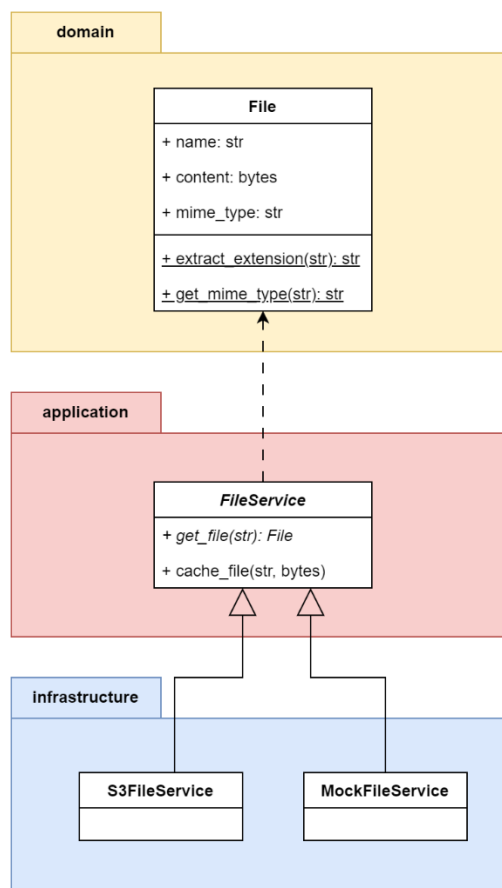 domain
File
+ name: str
+ content: bytes
+ mime_type: str
+ extract_extension(str): str
+ get_mime_type(str): str
application
FileService
+ get_file(str): File
+ cache_file(str, bytes)
infrastructure
S3FileService
MockFileService